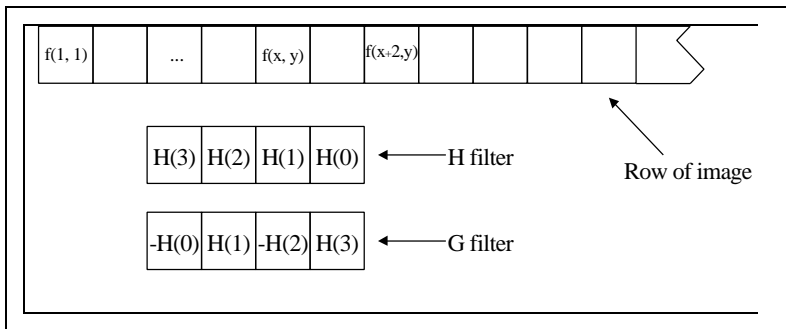 f(1, 1) ... f(x, y) f(x+2,y)
H(3) H(2) H(1) H(0) H filter
Row of image
-H(0) H(1) -H(2) H(3) G filter